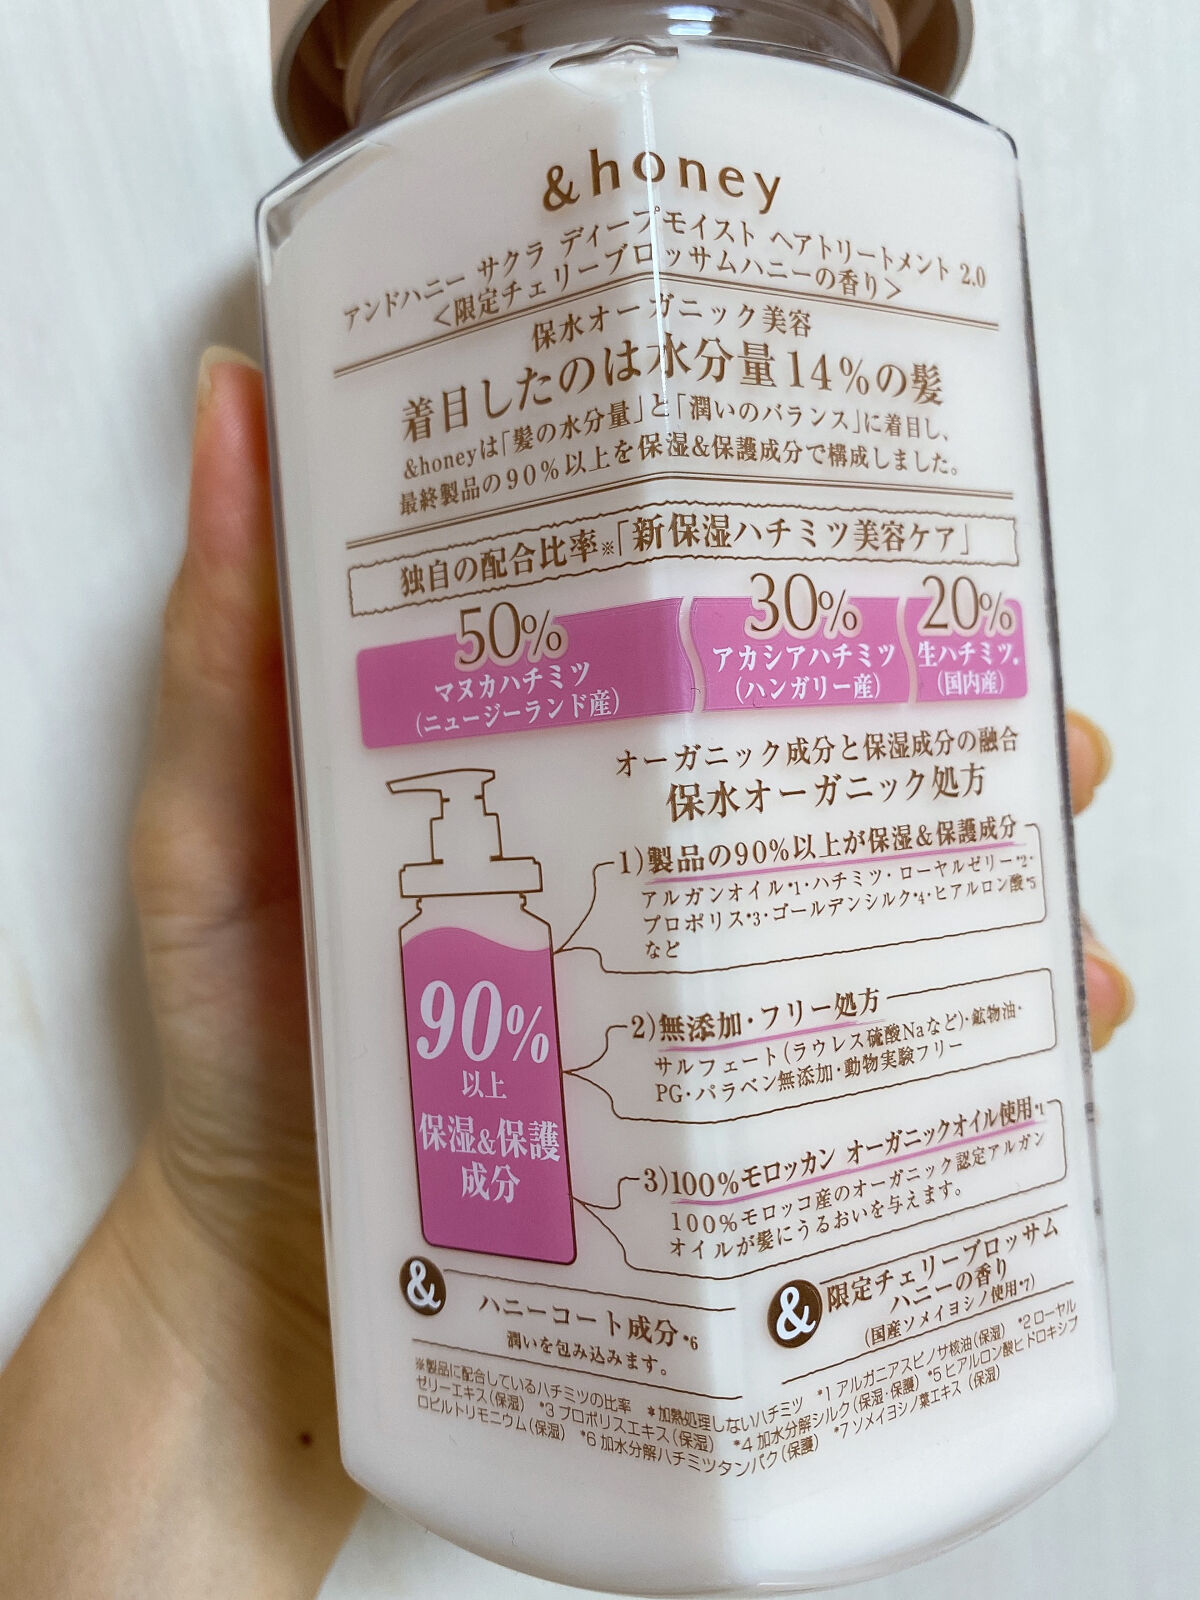 &honey
アンドハニー サクラ ディープモイスト ヘアトリートメント 2.0
<限定チェリーブロッサムハニーの香り>
保水オーガニック美容
着目したのは水分量14%の髪
&honeyは「髪の水分量」と「潤いのバランス」に着目し、
最終製品の90%以上を保湿&保護成分で構成しました。
独自の配合比率※「新保湿ハチミツ美容ケア」
50%
マヌカハチミツ
(ニュージーランド産)
30%
アカシアハチミツ
(ハンガリー産)
20%
生ハチミツ*
(国内産)
オーガニック成分と保湿成分の融合
保水オーガニック処方
1)製品の90%以上が保湿&保護成分
アルガンオイル*1・ハチミツ・ローヤルゼリー*2・
プロポリス*3・ゴールデンシルク*4・ヒアルロン酸*5
など
2)無添加・フリー処方
サルフェート(ラウレス硫酸Naなど)・鉱物油・
PG・パラベン無添加・動物実験フリー
3)100%モロッカン オーガニックオイル使用*1
100%モロッコ産のオーガニック認定アルガン
オイルが髪にうるおいを与えます。
90%
以上
保湿&保護
成分
&
ハニーコート成分*6
潤いを包み込みます。
&
限定チェリーブロッサム
ハニーの香り
(国産ソメイヨシノ使用*7)
※製品に配合しているハチミツの比率 *加熱処理しないハチミツ *1 アルガニアスピノサ核油(保湿) *2 ローヤル
ゼリーエキス(保湿) *3 プロポリスエキス(保湿) *4 加水分解シルク(保湿・保護) *5 ヒアルロン酸ヒドロキシプ
ロピルトリモニウム(保湿) *6 加水分解ハチミツタンパク(保護) *7 ソメイヨシノ葉エキス(保湿)